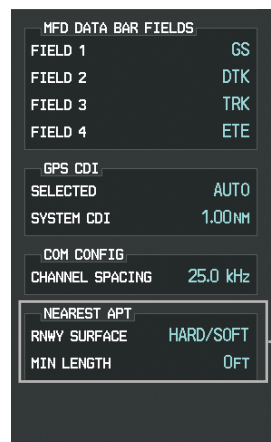 MFD DATA BAR FIELDS
FIELD 1 GS
FIELD 2 DTK
FIELD 3 TRK
FIELD 4 ETE
GPS CDI
SELECTED AUTO
SYSTEM CDI 1.00NM
COM CONFIG
CHANNEL SPACING 25.0 kHz
NEAREST APT
RNWY SURFACE HARD/SOFT
MIN LENGTH 0FT